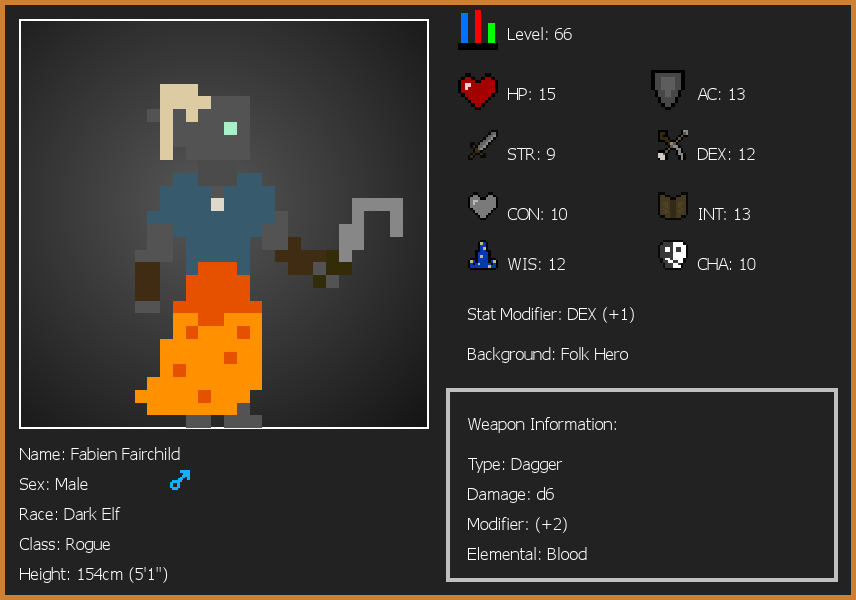 Level: 66
HP: 15
AC: 13
STR: 9
DEX: 12
CON: 10
INT: 13
WIS: 12
CHA: 10
Stat Modifier: DEX (+1)
Background: Folk Hero
Weapon Information:
Type: Dagger
Damage: d6
Modifier: (+2)
Elemental: Blood
Name: Fabien Fairchild
Sex: Male
Race: Dark Elf
Class: Rogue
Height: 154cm (5'1")